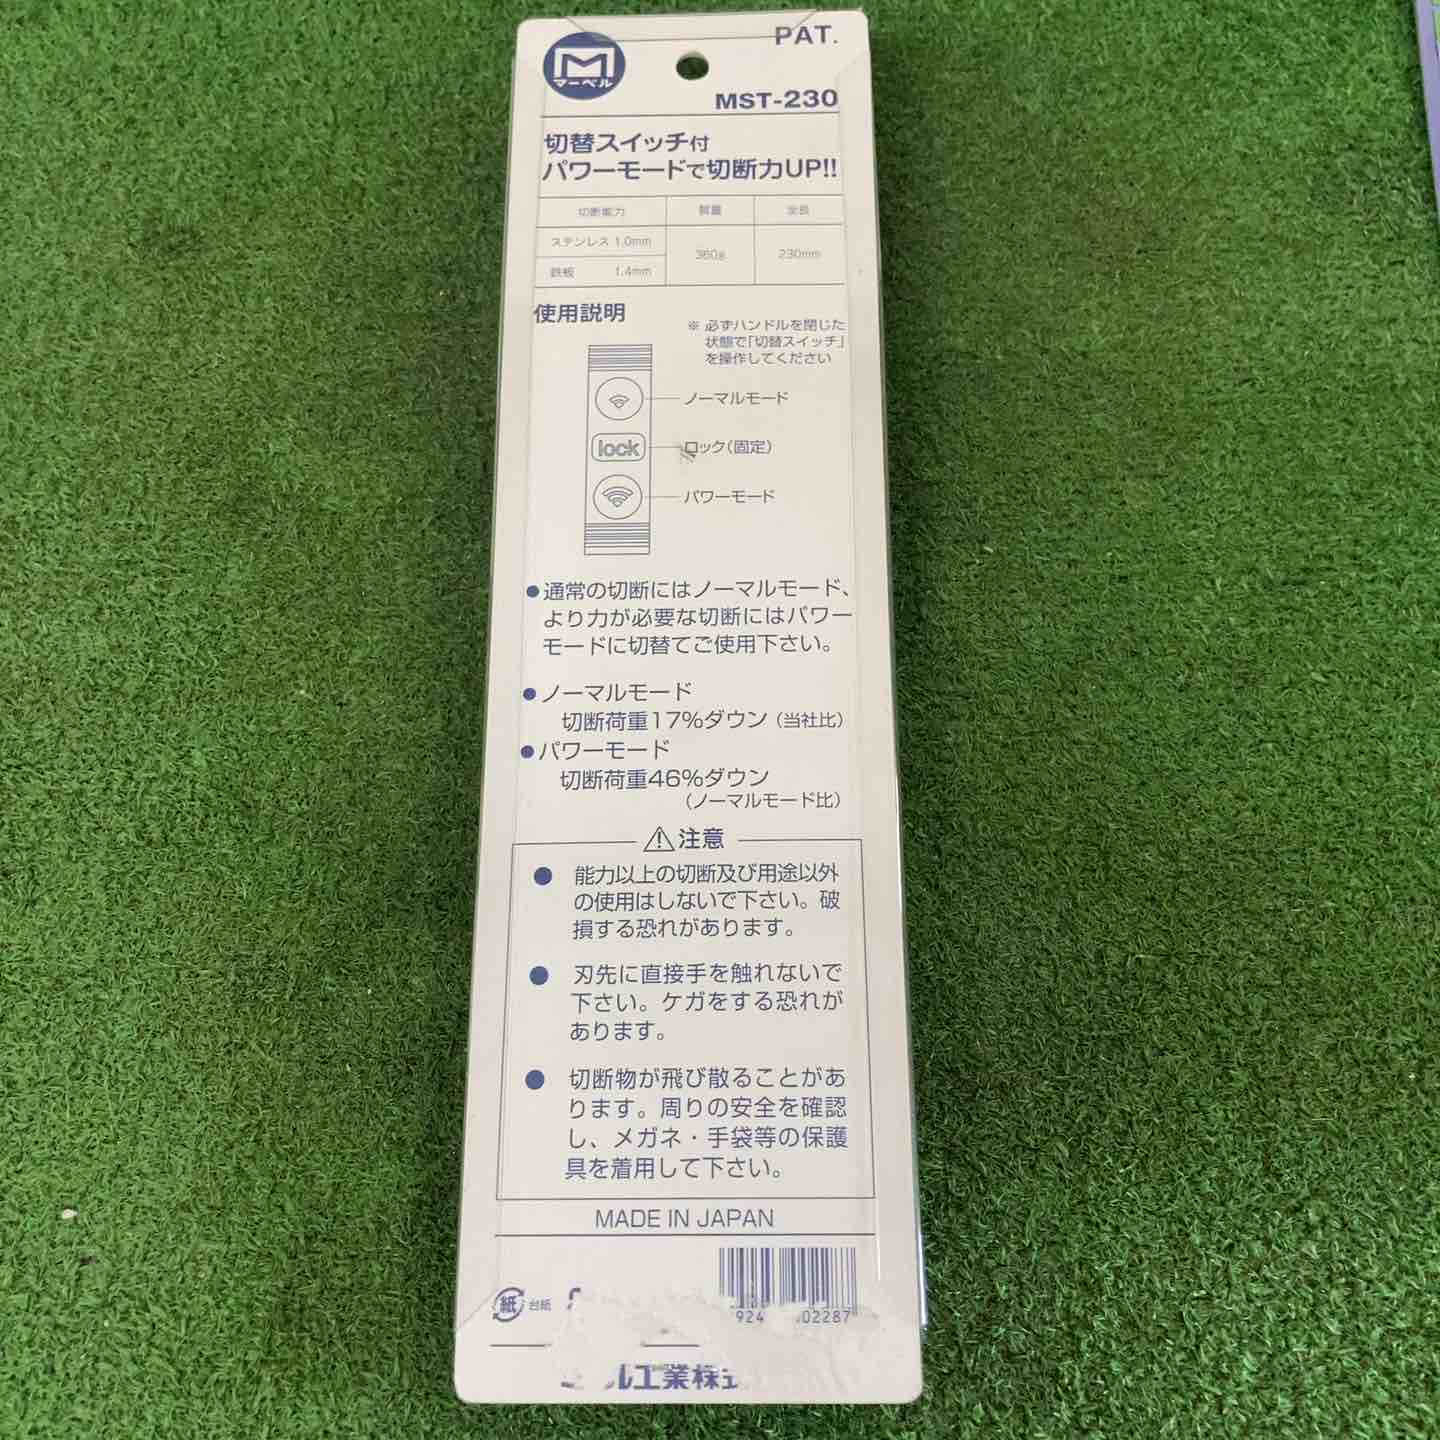 PAT.
マーベル
MST-230
切替スイッチ付
パワーモードで切断力UP!!
切断能力 質量 全長
ステンレス 1.0mm 360g 230mm
鉄板 1.4mm
使用説明
※ 必ずハンドルを閉じた
状態で「切替スイッチ」
を操作してください
ノーマルモード
lock ロック(固定)
パワーモード
●通常の切断にはノーマルモード、
より力が必要な切断にはパワー
モードに切替てご使用下さい。
●ノーマルモード
切断荷重17%ダウン(当社比)
●パワーモード
切断荷重46%ダウン
(ノーマルモード比)
注意
● 能力以上の切断及び用途以外
の使用はしないで下さい。破
損する恐れがあります。
● 刃先に直接手を触れないで
下さい。ケガをする恐れが
あります。
● 切断物が飛び散ることがあ
ります。周りの安全を確認
し、メガネ・手袋等の保護
具を着用して下さい。
MADE IN JAPAN
紙 台紙
924 02287
ル工業株式